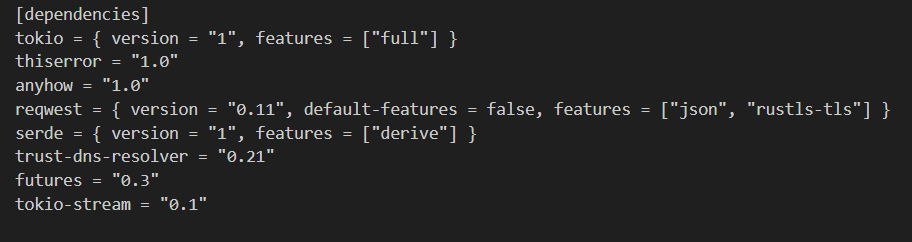 [dependencies]
tokio = { version = "1", features = ["full"] }
thiserror = "1.0"
anyhow = "1.0"
reqwest = { version = "0.11", default-features = false, features = ["json", "rustls-tls"] }
serde = { version = "1", features = ["derive"] }
trust-dns-resolver = "0.21"
futures = "0.3"
tokio-stream = "0.1"